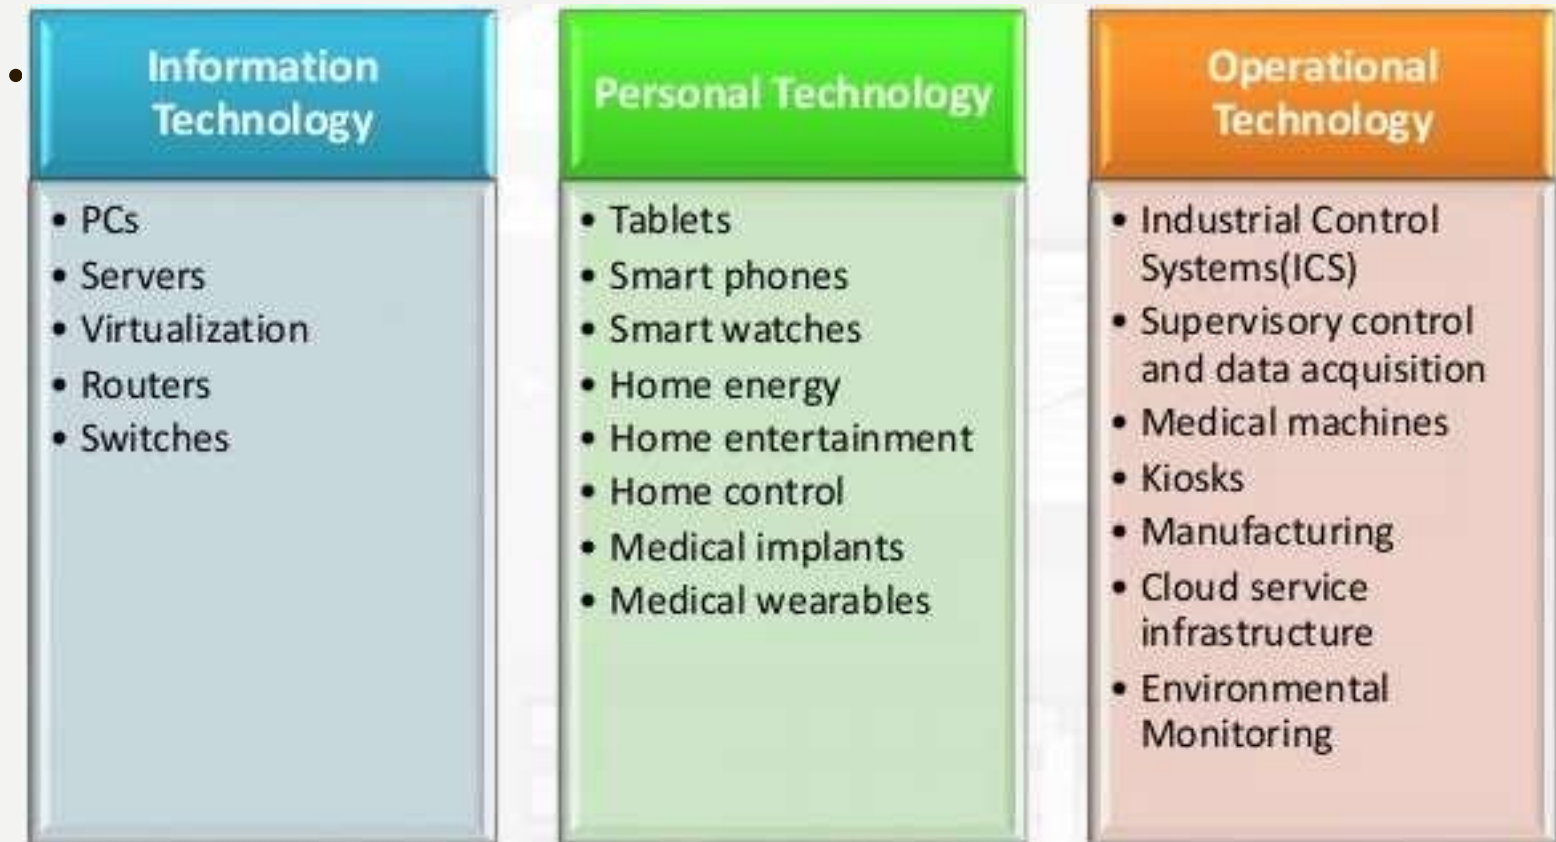 Information
Technology
• PCs
• Servers
• Virtualization
• Routers
• Switches
Personal Technology
• Tablets
• Smart phones
• Smart watches
• Home energy
• Home entertainment
• Home control
• Medical implants
• Medical wearables
Operational
Technology
• Industrial Control
Systems(ICS)
• Supervisory control
and data acquisition
• Medical machines
• Kiosks
• Manufacturing
• Cloud service
infrastructure
• Environmental
Monitoring